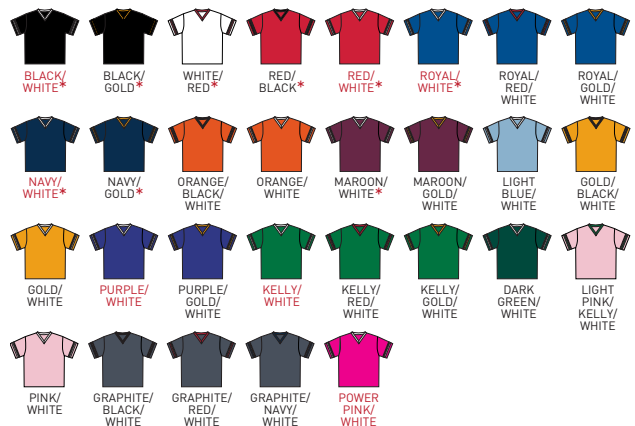 BLACK/
WHITE*
BLACK/
GOLD*
WHITE/
RED*
RED/
BLACK*
RED/
WHITE*
ROYAL/
WHITE*
ROYAL/
RED/
WHITE
ROYAL/
GOLD/
WHITE
NAVY/
WHITE*
NAVY/
GOLD*
ORANGE/
BLACK/
WHITE
ORANGE/
WHITE
MAROON/
WHITE*
MAROON/
GOLD/
WHITE
LIGHT
BLUE/
WHITE
GOLD/
BLACK/
WHITE
GOLD/
WHITE
PURPLE/
WHITE
PURPLE/
GOLD/
WHITE
KELLY/
WHITE
KELLY/
RED/
WHITE
KELLY/
GOLD/
WHITE
DARK
GREEN/
WHITE
LIGHT
PINK/
KELLY/
WHITE
PINK/
WHITE
GRAPHITE/
BLACK/
WHITE
GRAPHITE/
RED/
WHITE
GRAPHITE/
NAVY/
WHITE
POWER
PINK/
WHITE